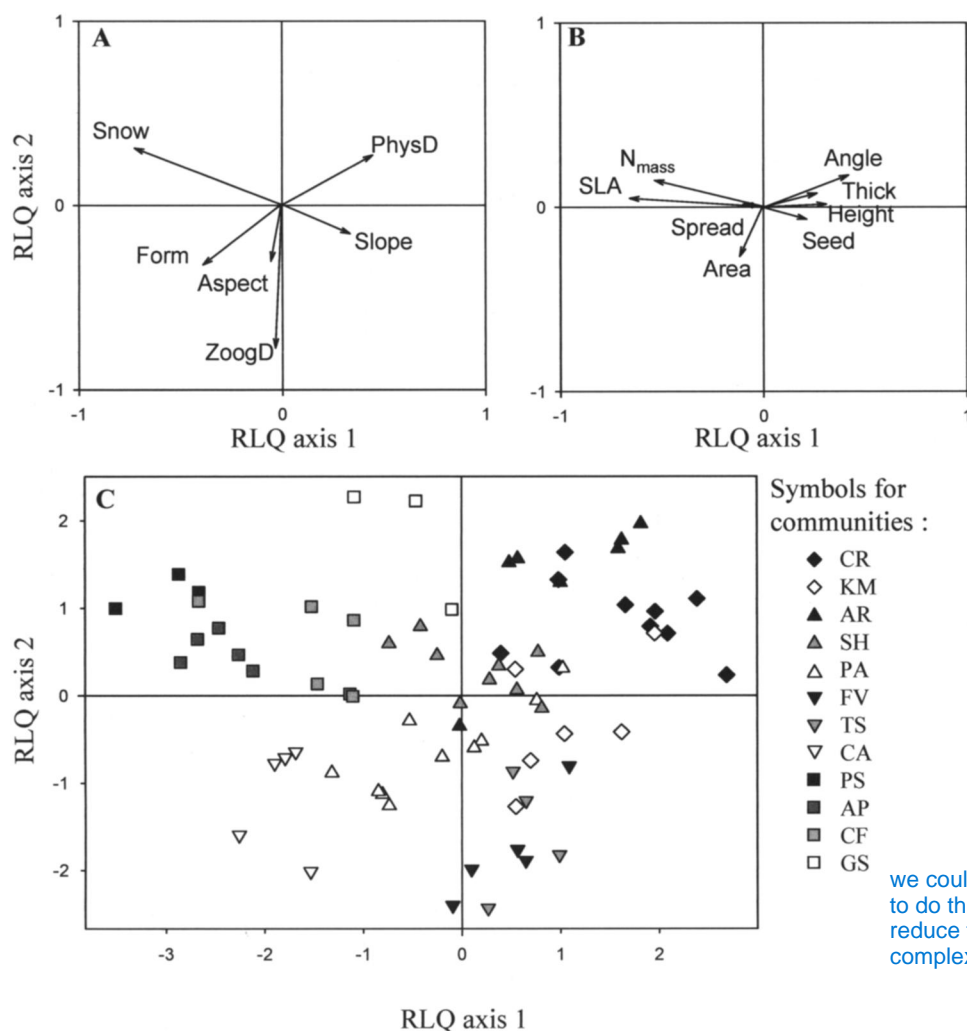 A
1
0
-1
-1
0
1
RLQ axis 2
RLQ axis 1
Snow
PhysD
Form
Aspect
Slope
ZoogD
B
1
0
-1
-1
0
1
RLQ axis 1
N mass
SLA
Spread
Area
Angle
Thick
Height
Seed
C
2
1
0
-1
-2
-3
-2
-1
0
1
2
RLQ axis 2
RLQ axis 1
Symbols for
communities :
CR
KM
AR
SH
PA
FV
TS
CA
PS
AP
CF
GS
we coul
to do th
reduce
comple